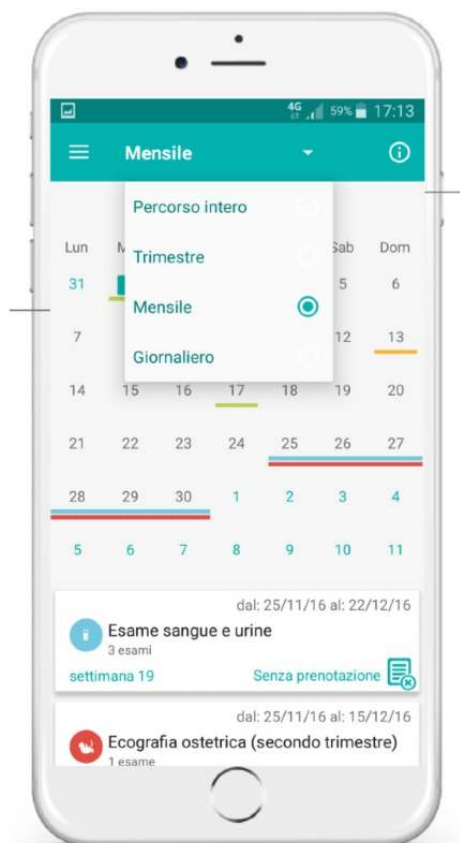 4G 59% 17:13
Mensile
Percorso intero
Trimestre
Mensile
Giornaliero
Lun M Sab Dom
31 5 6
7 12 13
14 15 16 17 18 19 20
21 22 23 24 25 26 27
28 29 30 1 2 3 4
5 6 7 8 9 10 11
dal: 25/11/16 al: 22/12/16
Esame sangue e urine
3 esami
settimana 19 Senza prenotazione
dal: 25/11/16 al: 15/12/16
Ecografia ostetrica (secondo trimestre)
1 esame